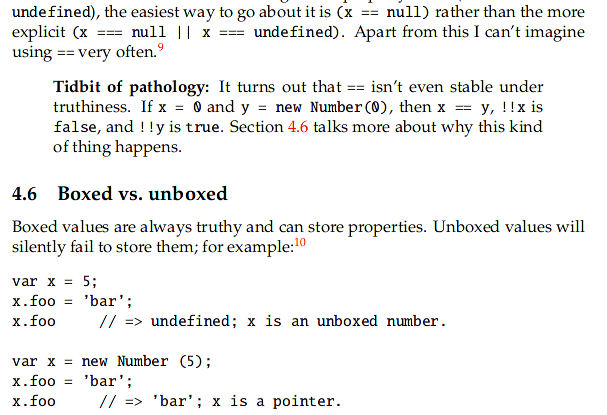 undefined), the easiest way to go about it is (x == null) rather than the more
explicit (x === null || x === undefined). Apart from this I can't imagine
using == very often.9
Tidbit of pathology: It turns out that == isn't even stable under
truthiness. If x = 0 and y = new Number(0), then x == y, !!x is
false, and !!y is true. Section 4.6 talks more about why this kind
of thing happens.
4.6 Boxed vs. unboxed
Boxed values are always truthy and can store properties. Unboxed values will
silently fail to store them; for example:10
var x = 5;
x.foo = 'bar';
x.foo // => undefined; x is an unboxed number.
var x = new Number (5);
x.foo = 'bar';
x.foo // => 'bar'; x is a pointer.